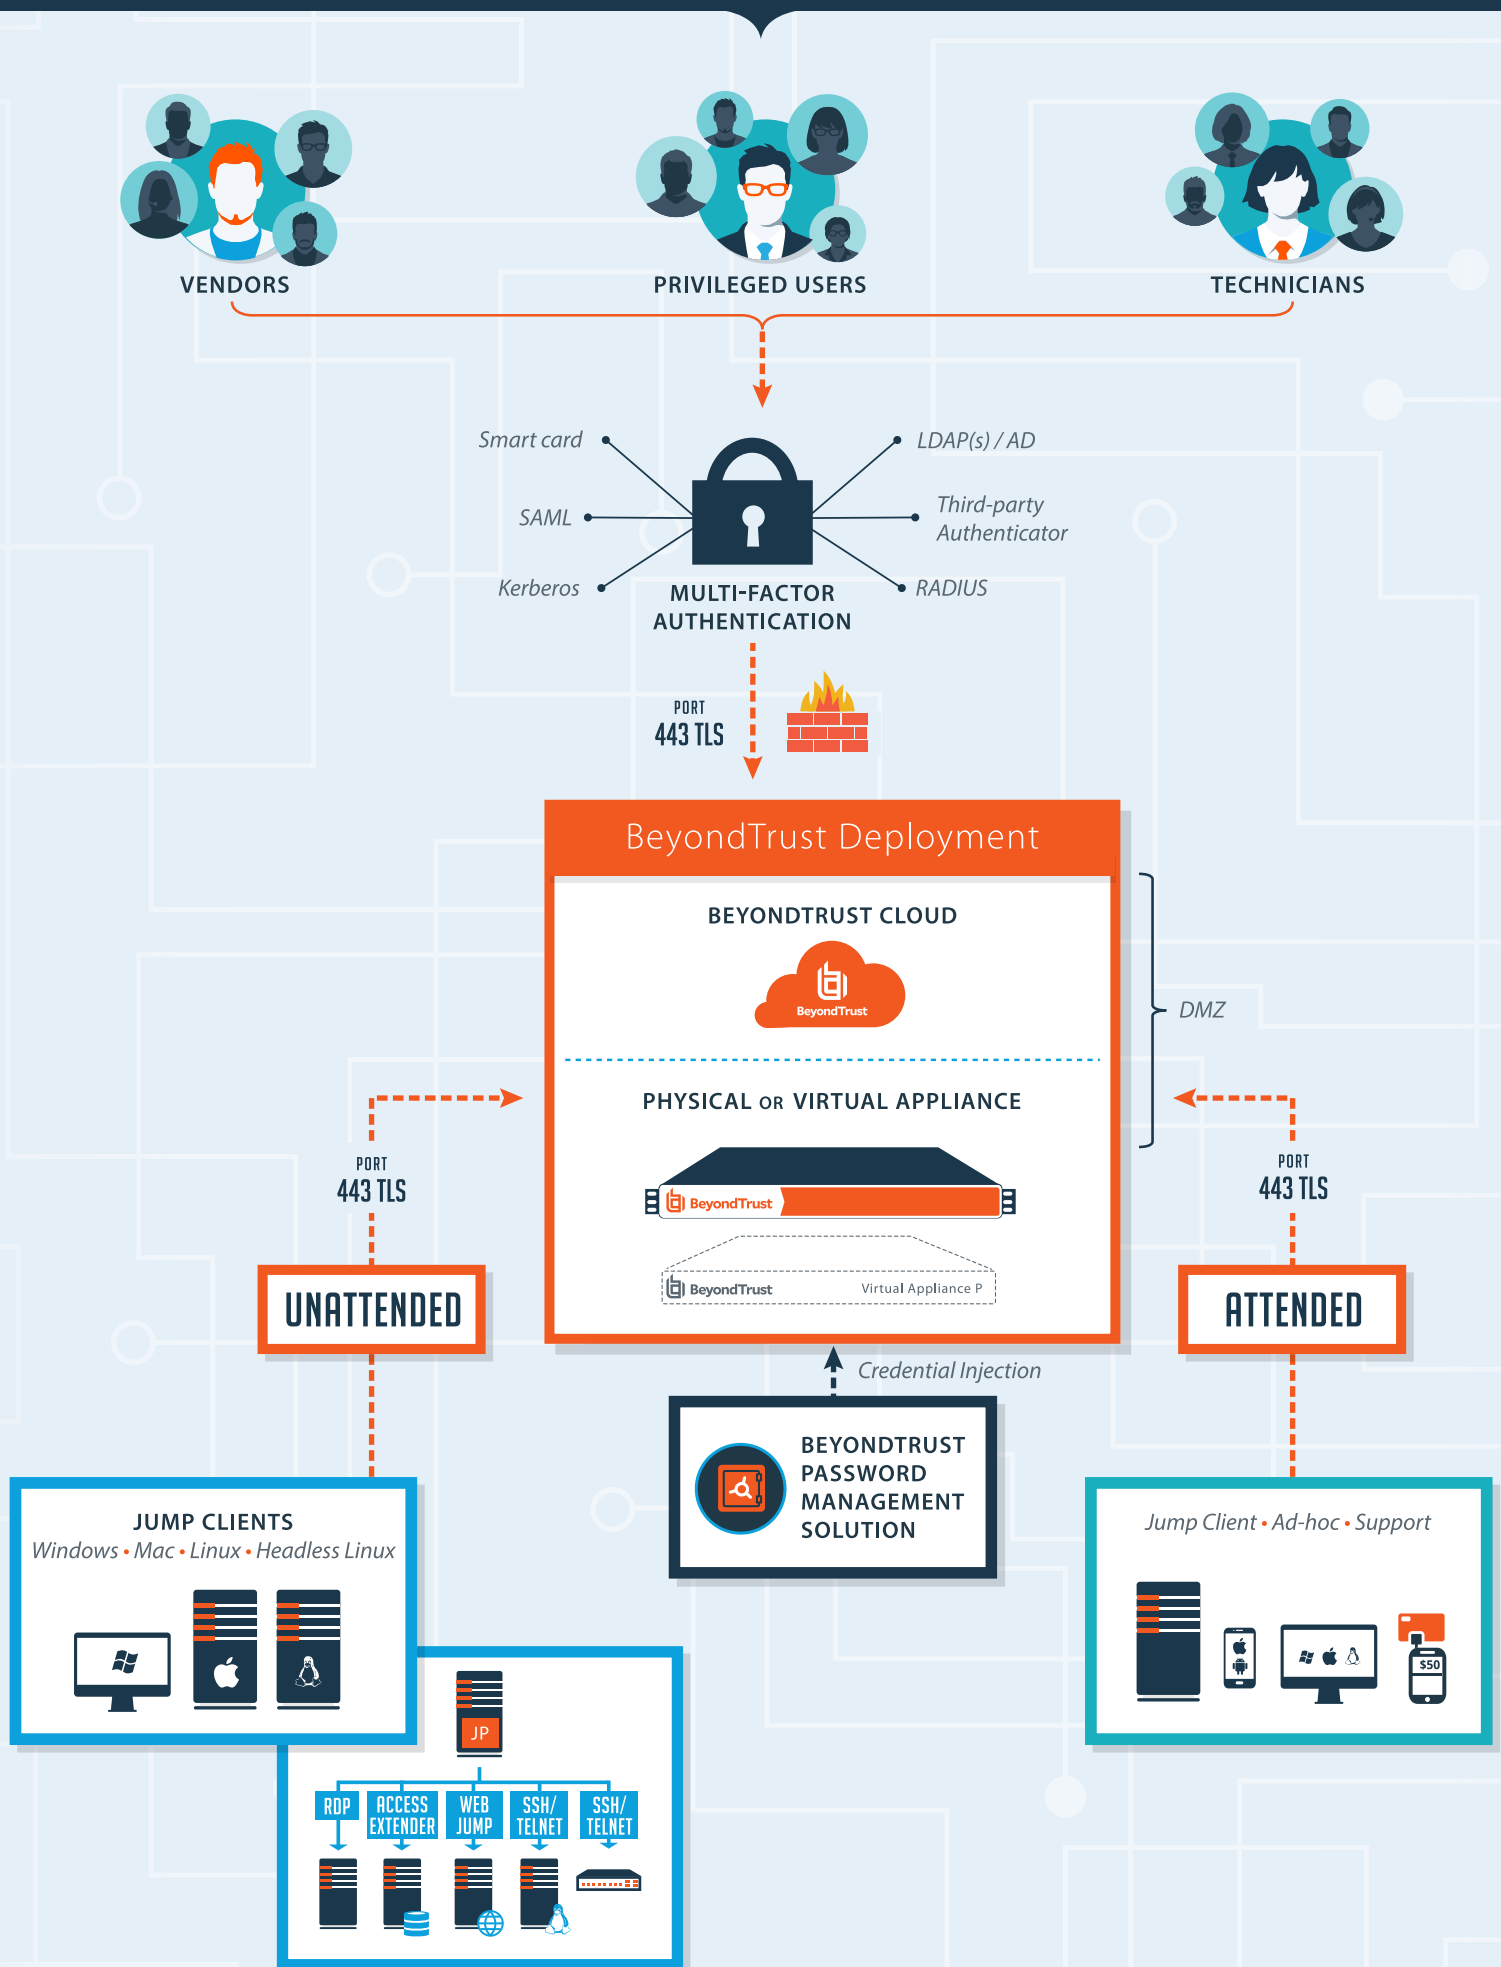 VENDORS
PRIVILEGED USERS
TECHNICIANS
Smart card
LDAP(s) / AD
SAML
Third-party
Authenticator
Kerberos
RADIUS
MULTI-FACTOR
AUTHENTICATION
PORT
443 TLS
BeyondTrust Deployment
BEYONDTRUST CLOUD
BeyondTrust
DMZ
PHYSICAL OR VIRTUAL APPLIANCE
BeyondTrust
BeyondTrust
Virtual Appliance P
PORT
443 TLS
PORT
443 TLS
UNATTENDED
ATTENDED
Credential Injection
BEYONDTRUST
PASSWORD
MANAGEMENT
SOLUTION
JUMP CLIENTS
Windows • Mac • Linux • Headless Linux
Jump Client • Ad-hoc • Support
$50
JP
RDP
ACCESS
EXTENDER
WEB
JUMP
SSH/
TELNET
SSH/
TELNET